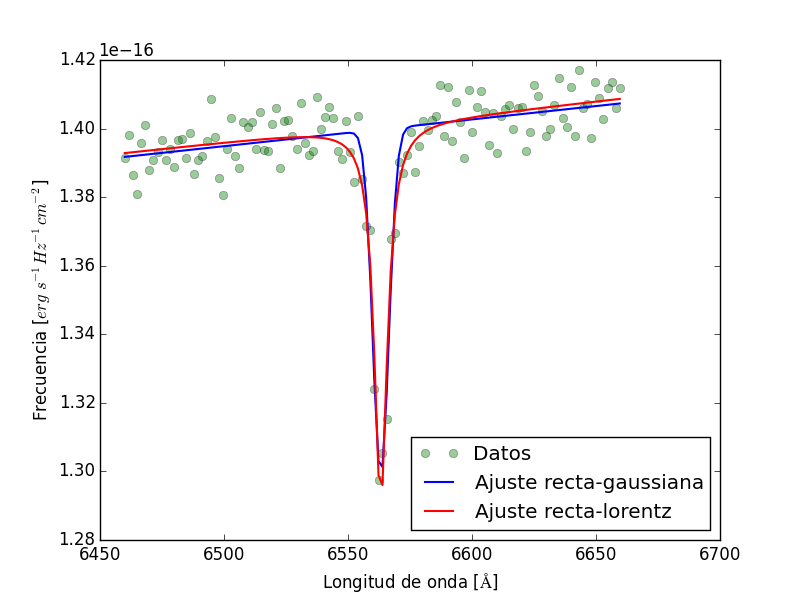 1e−16
1.42
1.40
1.38
1.36
1.34
1.32
1.30
1.28
Frecuencia [erg s⁻¹ Hz⁻¹ cm⁻²]
Datos
Ajuste recta-gaussiana
Ajuste recta-lorentz
6450 6500 6550 6600 6650 6700
Longitud de onda [Å]